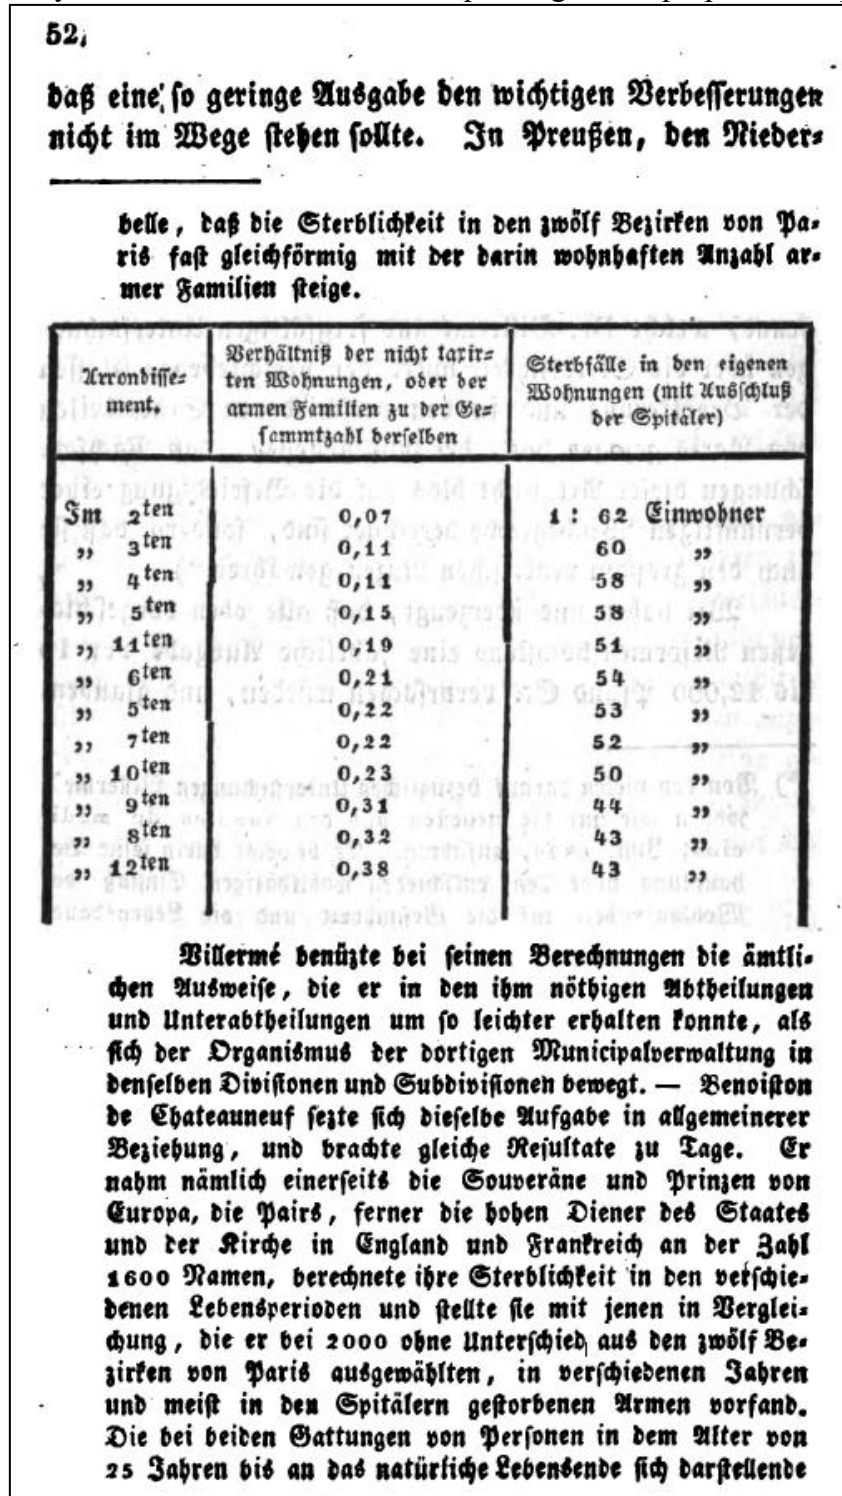 52,
daß eine so geringe Ausgabe den wichtigen Verbesserungen
nicht im Wege stehen sollte. In Preußen, den Nieder-
belle, daß die Sterblichkeit in den zwölf Bezirken von Pa-
ris fast gleichförmig mit der darin wohnhaften Anzahl ar-
mer Familien steige.
Arrondisse-
ment.
Verhältniß der nicht taxir-
ten Wohnungen, oder der
armen Familien zu der Ge-
sammtzahl derselben
Sterbfälle in den eigenen
Wohnungen (mit Ausschluß
der Spitäler)
Im 2ten 0,07 1 : 62 Einwohner
„ 3ten 0,11 60 „
„ 4ten 0,11 58 „
„ 5ten 0,15 58 „
„ 11ten 0,19 51 „
„ 6ten 0,21 54 „
„ 5ten 0,22 53 „
„ 7ten 0,22 52 „
„ 10ten 0,23 50 „
„ 9ten 0,31 44 „
„ 8ten 0,32 43 „
„ 12ten 0,38 43 „
Villermé benüzte bei seinen Berechnungen die ämtli-
chen Ausweise, die er in den ihm nöthigen Abtheilungen
und Unterabtheilungen um so leichter erhalten konnte, als
sich der Organismus der dortigen Municipalverwaltung in
denselben Divisionen und Subdivisionen bewegt. — Benoiston
de Chateauneuf sezte sich dieselbe Aufgabe in allgemeinerer
Beziehung, und brachte gleiche Resultate zu Tage. Er
nahm nämlich einerseits die Souveräne und Prinzen von
Europa, die Pairs, ferner die hohen Diener des Staates
und der Kirche in England und Frankreich an der Zahl
1600 Namen, berechnete ihre Sterblichkeit in den verschie-
denen Lebensperioden und stellte sie mit jenen in Verglei-
chung, die er bei 2000 ohne Unterschied aus den zwölf Be-
zirken von Paris ausgewählten, in verschiedenen Jahren
und meist in den Spitälern gestorbenen Armen vorfand.
Die bei beiden Gattungen von Personen in dem Alter von
25 Jahren bis an das natürliche Lebensende sich darstellende